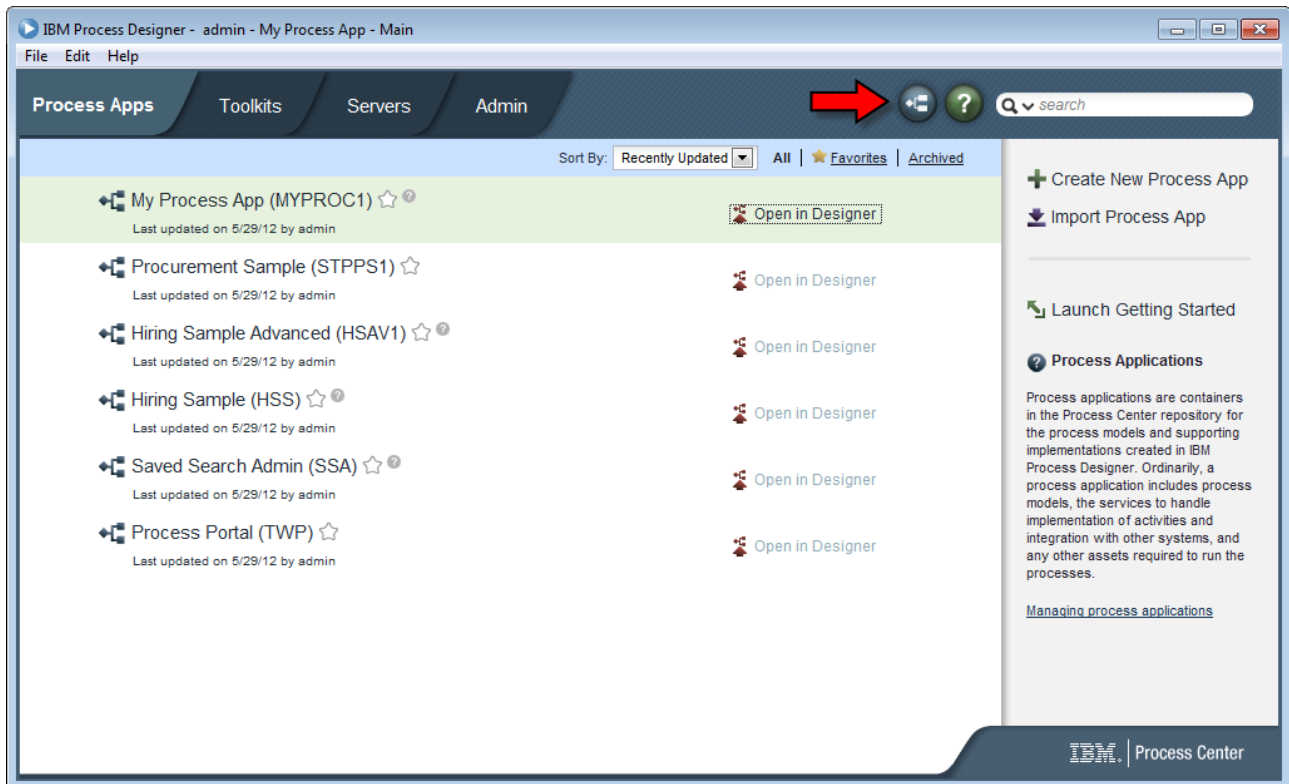 IBM Process Designer - admin - My Process App - Main
File Edit Help
Process Apps Toolkits Servers Admin ? search
Sort By: Recently Updated All | Favorites | Archived
My Process App (MYPROC1) ?
Last updated on 5/29/12 by admin
Open in Designer
Procurement Sample (STPPS1)
Last updated on 5/29/12 by admin
Open in Designer
Hiring Sample Advanced (HSAV1) ?
Last updated on 5/29/12 by admin
Open in Designer
Hiring Sample (HSS) ?
Last updated on 5/29/12 by admin
Open in Designer
Saved Search Admin (SSA) ?
Last updated on 5/29/12 by admin
Open in Designer
Process Portal (TWP)
Last updated on 5/29/12 by admin
Open in Designer
Create New Process App
Import Process App
Launch Getting Started
? Process Applications
Process applications are containers
in the Process Center repository for
the process models and supporting
implementations created in IBM
Process Designer. Ordinarily, a
process application includes process
models, the services to handle
implementation of activities and
integration with other systems, and
any other assets required to run the
processes.
Managing process applications
IBM. | Process Center